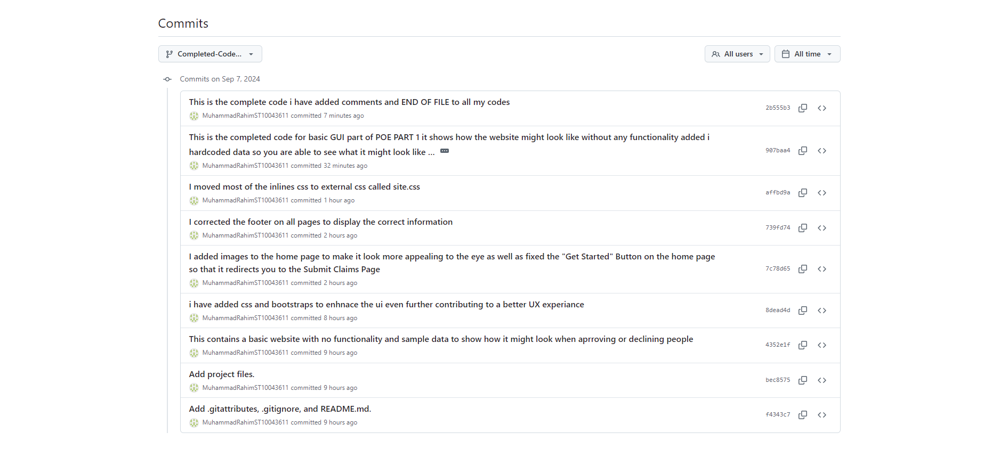 Commits
Completed-Code...
All users
All time
Commits on Sep 7, 2024
This is the complete code i have added comments and END OF FILE to all my codes
MuhammadRahimST10043611 committed 7 minutes ago
2b555b3
This is the completed code for basic GUI part of POE PART 1 it shows how the website might look like without any functionality added i
hardcoded data so you are able to see what it might look like ...
MuhammadRahimST10043611 committed 32 minutes ago
907baa4
I moved most of the inlines css to external css called site.css
MuhammadRahimST10043611 committed 1 hour ago
affbd9a
I corrected the footer on all pages to display the correct information
MuhammadRahimST10043611 committed 2 hours ago
739fd74
I added images to the home page to make it look more appealing to the eye as well as fixed the "Get Started" Button on the home page
so that it redirects you to the Submit Claims Page
MuhammadRahimST10043611 committed 2 hours ago
7c78d65
i have added css and bootstraps to enhnace the ui even further contributing to a better UX experiance
MuhammadRahimST10043611 committed 8 hours ago
8dead4d
This contains a basic website with no functionality and sample data to show how it might look when aprroving or declining people
MuhammadRahimST10043611 committed 9 hours ago
4352e1f
Add project files.
MuhammadRahimST10043611 committed 9 hours ago
bec8575
Add .gitattributes, .gitignore, and README.md.
MuhammadRahimST10043611 committed 9 hours ago
f4343c7